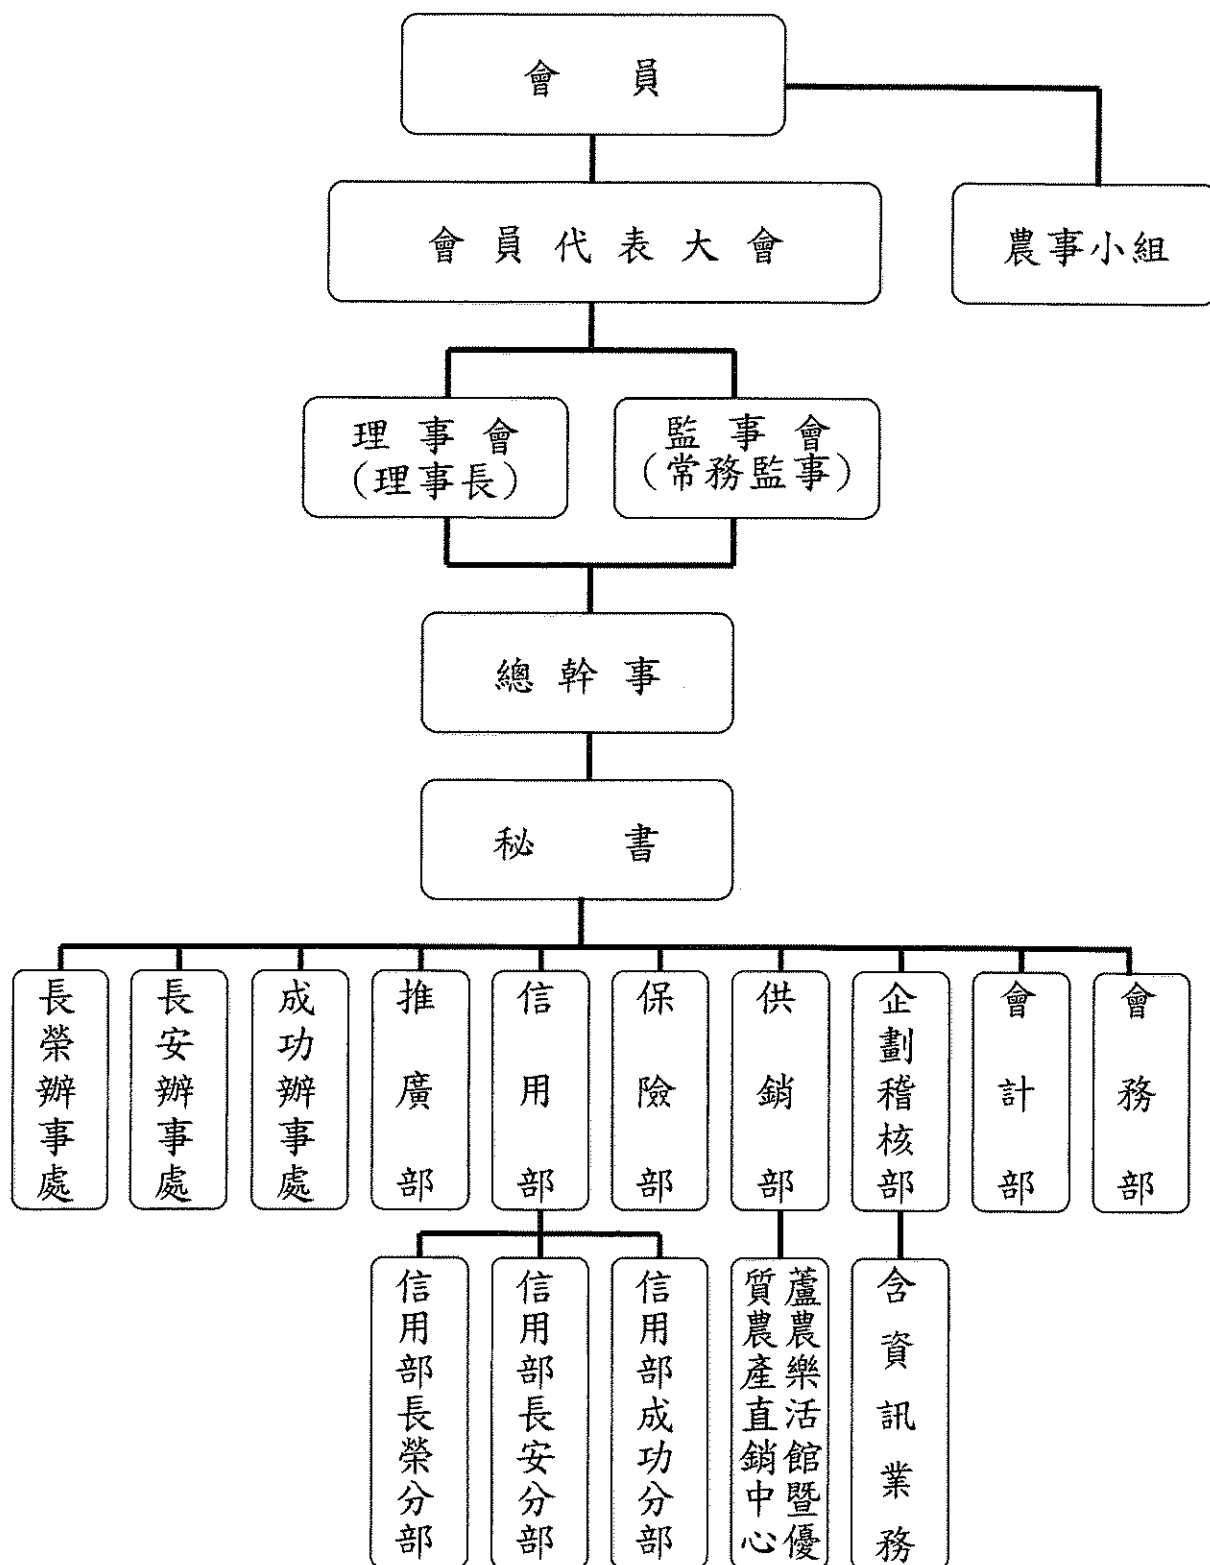 會員
會員代表大會
農事小組
理事會
(理事長)
監事會
(常務監事)
總幹事
秘書
長榮辦事處
長安辦事處
成功辦事處
推廣部
信用部
保險部
供銷部
企劃稽核部
會計部
會務部
信用部長榮分部
信用部長安分部
信用部成功分部
蘆農樂活館暨優
質農產直銷中心
含資訊業務